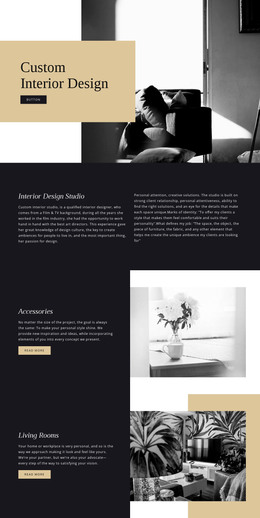 Custom
Interior Design
BUTTON
Interior Design Studio
Custom interior studio, is a qualified interior designer, who
comes from a Film & TV background, during all the years she
worked in the film industry, she had the opportunity to work
hand in hand with the best art directors. This experience gave
her great knowledge of design culture, the key to create
ambiences for people to live in, and the most important thing,
her passion for design.
Personal attention, creative solutions. The studio is built on
strong client relationship, personal attentiveness, ability to
find the right solutions, and an eye for the details that make
each space unique Marks of identity. "To offer my clients a
style that makes them feel comfortable and suits their
personality". What defines my job: "The space, the object, the
piece of furniture, the fabric, and any other element that
helps me create the unique ambience my clients are looking
for"
Accessories
No matter the size of the project, the goal is always
the same: To make your personal style shine. We
provide new inspiration and ideas, while incorporating
elements of you into every concept we present.
READ MORE
Living Rooms
Your home or workplace is very personal, and so is the
way we approach making it look and feel like yours.
We're your partner, but we're also your advocate—
every step of the way to satisfying your vision.
READ MORE